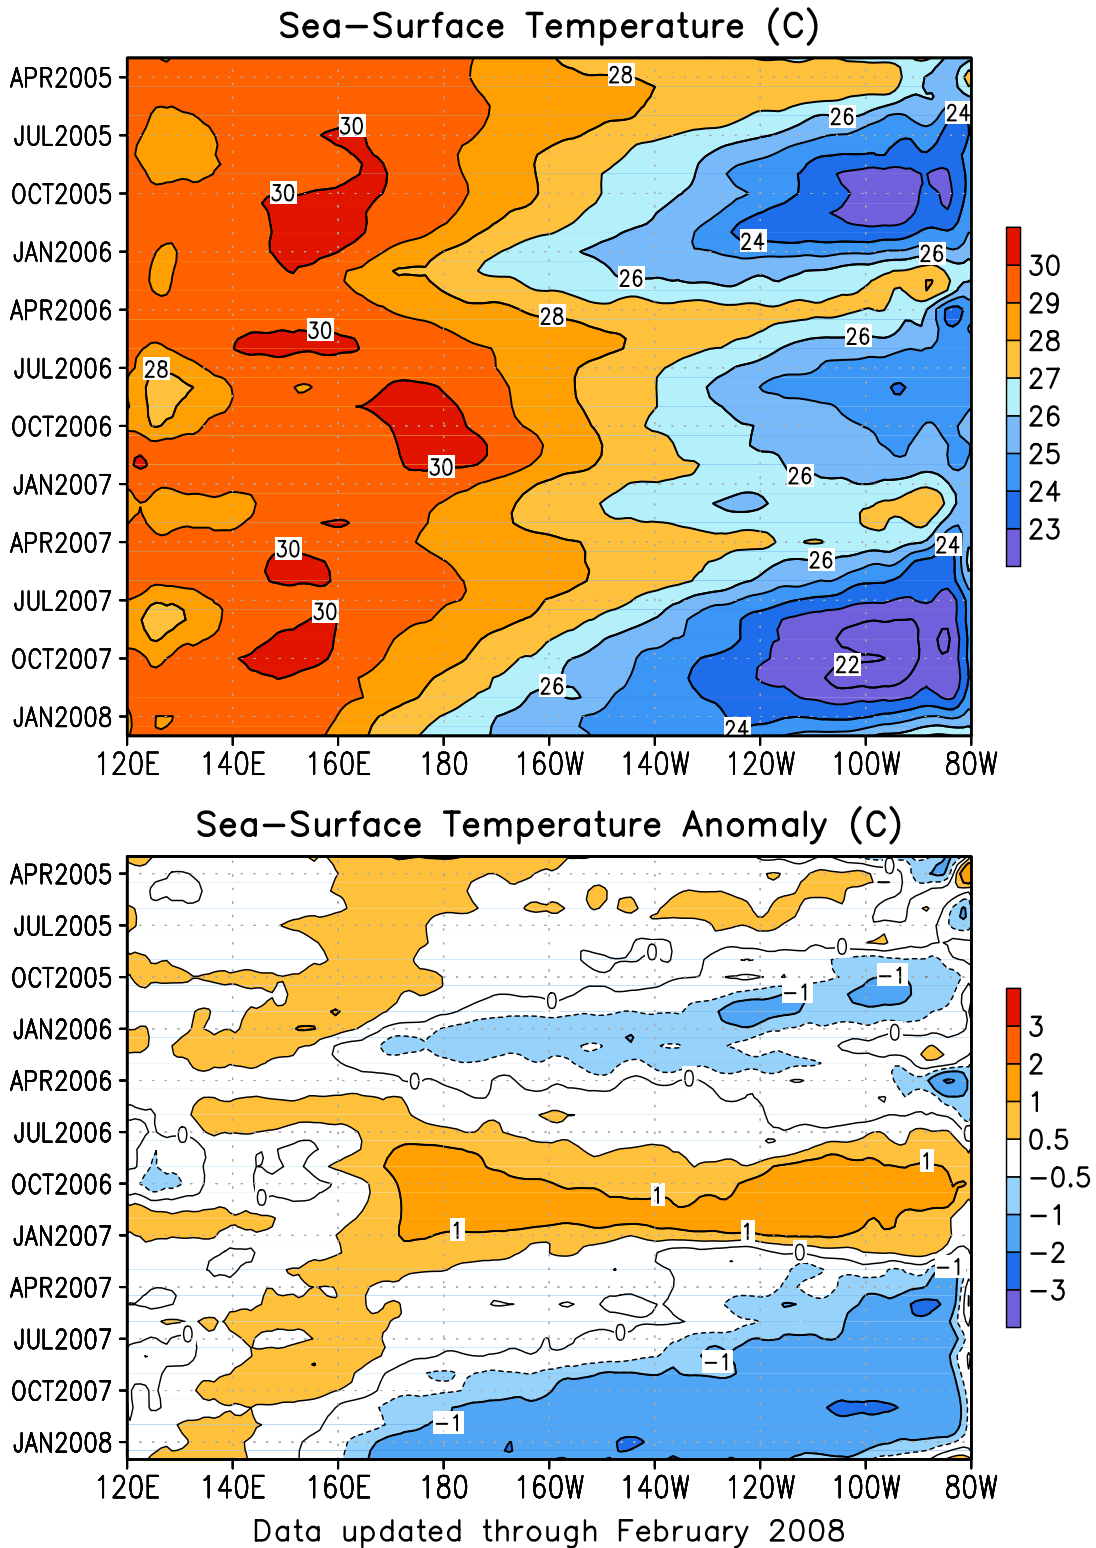 Sea-Surface Temperature (C)
APR2005
JUL2005
OCT2005
JAN2006
APR2006
JUL2006
OCT2006
JAN2007
APR2007
JUL2007
OCT2007
JAN2008
28
30
26
24
30
24
26
26
28
30
26
28
30
26
24
30
26
30
22
26
24
120E 140E 160E 180 160W 140W 120W 100W 80W
30
29
28
27
26
25
24
23
Sea-Surface Temperature Anomaly (C)
APR2005
JUL2005
OCT2005
JAN2006
APR2006
JUL2006
OCT2006
JAN2007
APR2007
JUL2007
OCT2007
JAN2008
0
0
0
-1
-1
0
0
0
0
0
0
1
0
1
1
1
0
-1
0
0
-1
-1
120E 140E 160E 180 160W 140W 120W 100W 80W
3
2
1
0.5
-0.5
-1
-2
-3
Data updated through February 2008